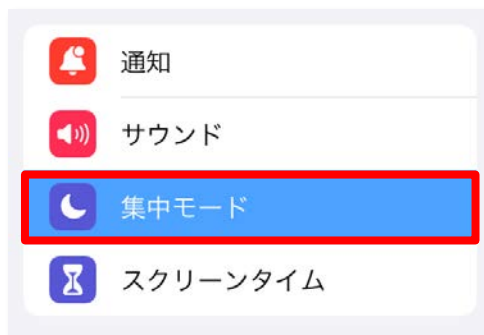 通知
サウンド
集中モード
スクリーンタイム